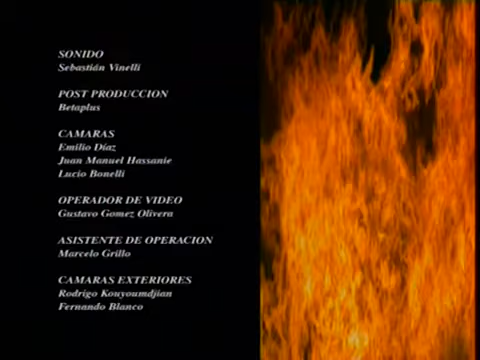 SONIDO
Sebastián Vinelli
POST PRODUCCION
Betaplus
CAMARAS
Emilio Díaz
Juan Manuel Hassanie
Lucio Bonelli
OPERADOR DE VIDEO
Gustavo Gomez Olivera
ASISTENTE DE OPERACION
Marcelo Grillo
CAMARAS EXTERIORES
Rodrigo Kouyoumdjian
Fernando Blanco